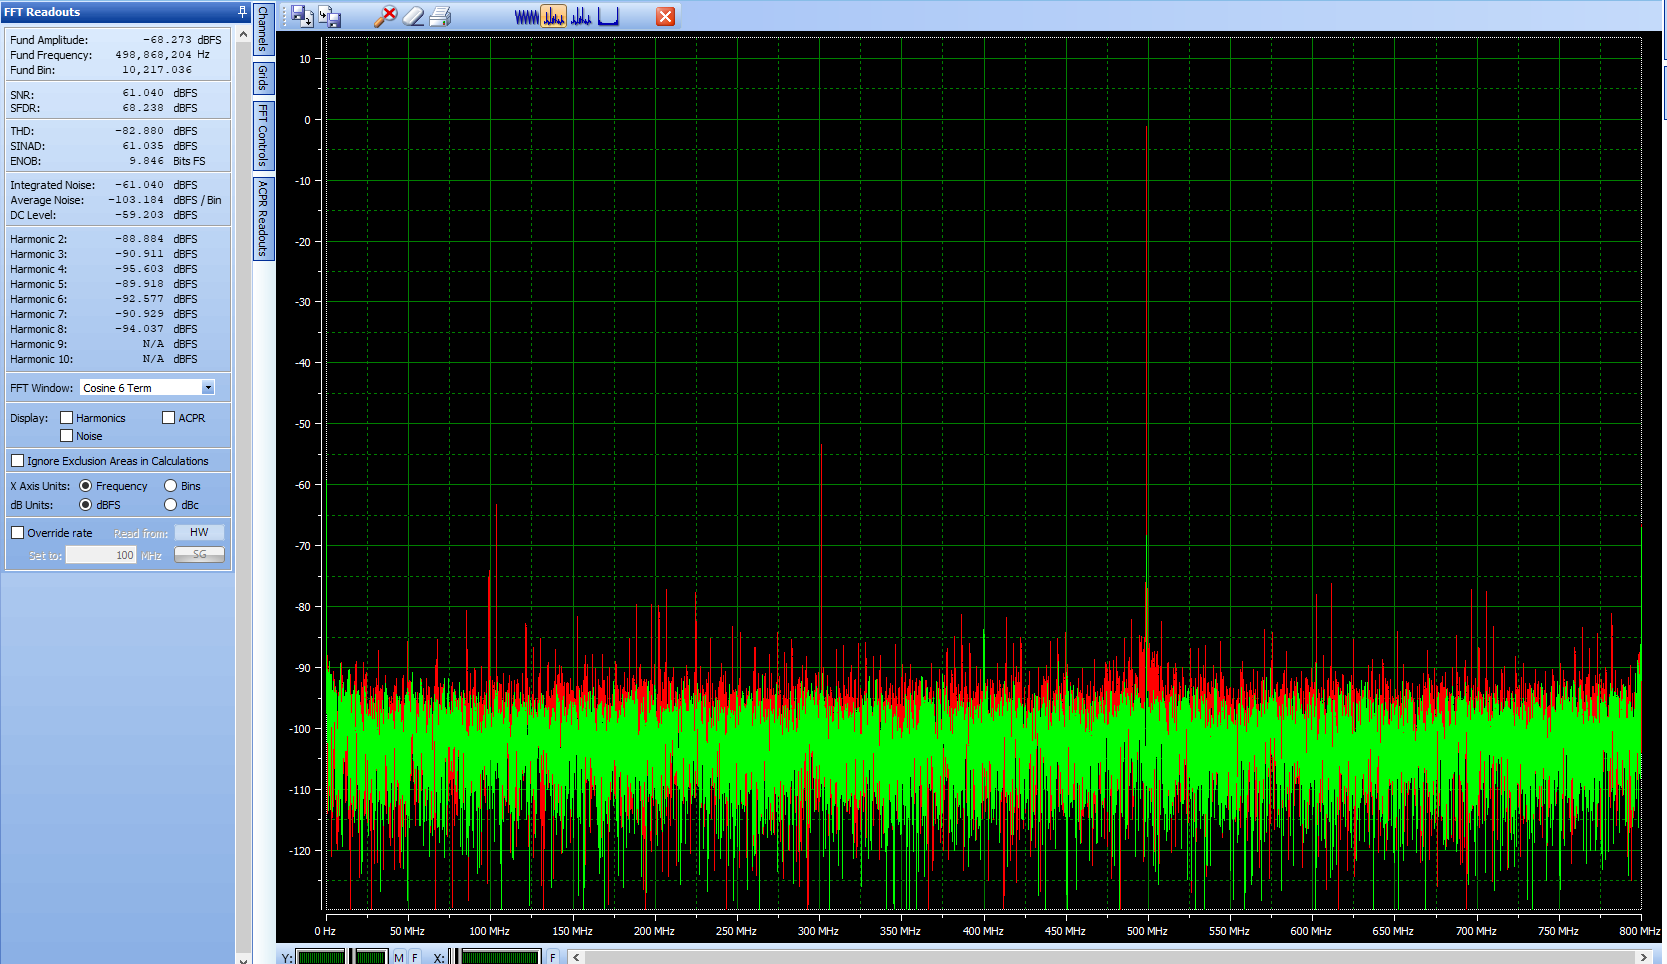 FFT Readouts
Fund Amplitude: -68.273 dBFS
Fund Frequency: 498,868,204 Hz
Fund Bin: 10,217.036
SNR: 61.040 dBFS
SFDR: 68.238 dBFS
THD: -82.880 dBFS
SINAD: 61.035 dBFS
ENOB: 9.846 Bits FS
Integrated Noise: -61.040 dBFS
Average Noise: -103.184 dBFS / Bin
DC Level: -59.203 dBFS
Harmonic 2: -88.884 dBFS
Harmonic 3: -90.911 dBFS
Harmonic 4: -95.603 dBFS
Harmonic 5: -89.918 dBFS
Harmonic 6: -92.577 dBFS
Harmonic 7: -90.929 dBFS
Harmonic 8: -94.037 dBFS
Harmonic 9: N/A dBFS
Harmonic 10: N/A dBFS
FFT Window: Cosine 6 Term
Display: Harmonics ACPR
Noise
Ignore Exclusion Areas in Calculations
X Axis Units: Frequency Bins
dB Units: dBFS dBc
Override rate Read from: HW
Set to: 100 MHz SG
Channels
Grids
FFT Controls
ACPR Readouts
10
0
-10
-20
-30
-40
-50
-60
-70
-80
-90
-100
-110
-120
0 Hz 50 MHz 100 MHz 150 MHz 200 MHz 250 MHz 300 MHz 350 MHz 400 MHz 450 MHz 500 MHz 550 MHz 600 MHz 650 MHz 700 MHz 750 MHz 800 MHz
Y: M F X: F